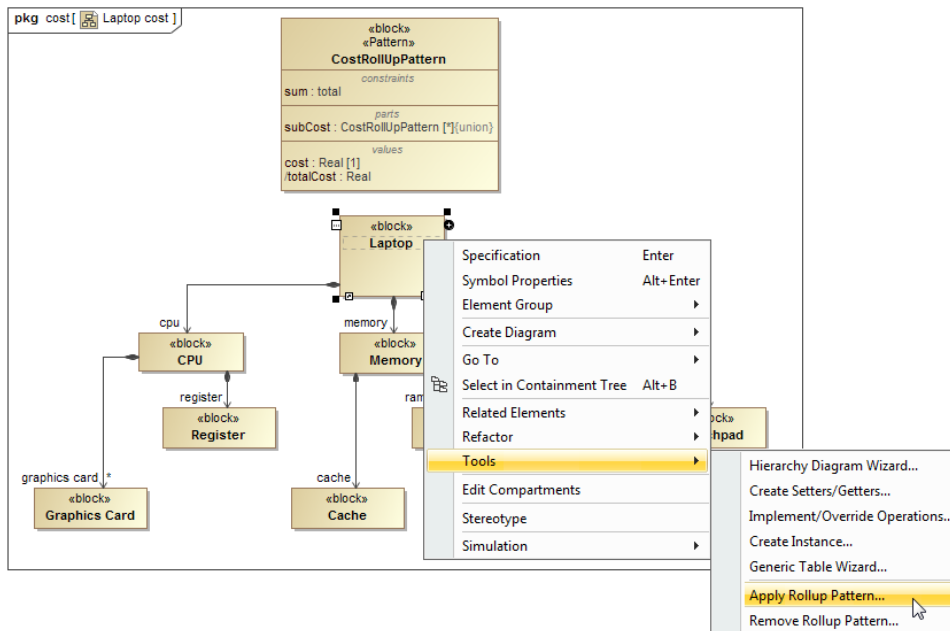 pkg cost[ Laptop cost ]
«block»
«Pattern»
CostRollUpPattern
constraints
sum : total
parts
subCost : CostRollUpPattern [*]{union}
values
cost : Real [1]
/totalCost : Real
«block»
Laptop
cpu
memory
«block»
CPU
«block»
Memory
register
«block»
Register
graphics card *
«block»
Graphics Card
cache
«block»
Cache
Specification Enter
Symbol Properties Alt+Enter
Element Group
Create Diagram
Go To
Select in Containment Tree Alt+B
Related Elements
Refactor
Tools
Edit Compartments
Stereotype
Simulation
Hierarchy Diagram Wizard...
Create Setters/Getters...
Implement/Override Operations..
Create Instance...
Generic Table Wizard...
Apply Rollup Pattern...
Remove Rollup Pattern...